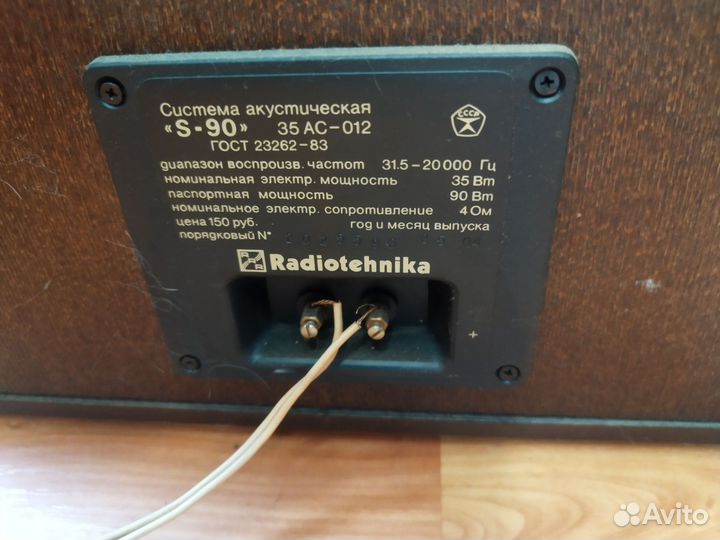 Система акустическая
СССР
«S-90» 35 АС-012
ГОСТ 23262-83
диапазон воспроизв. частот 31.5-20000 Гц
номинальная электр. мощность 35 Вт
паспортная мощность 90 Вт
номинальное электр. сопротивление 4 Ом
цена 150 руб. год и месяц выпуска
порядковый №
Radiotehnika
+
Avito